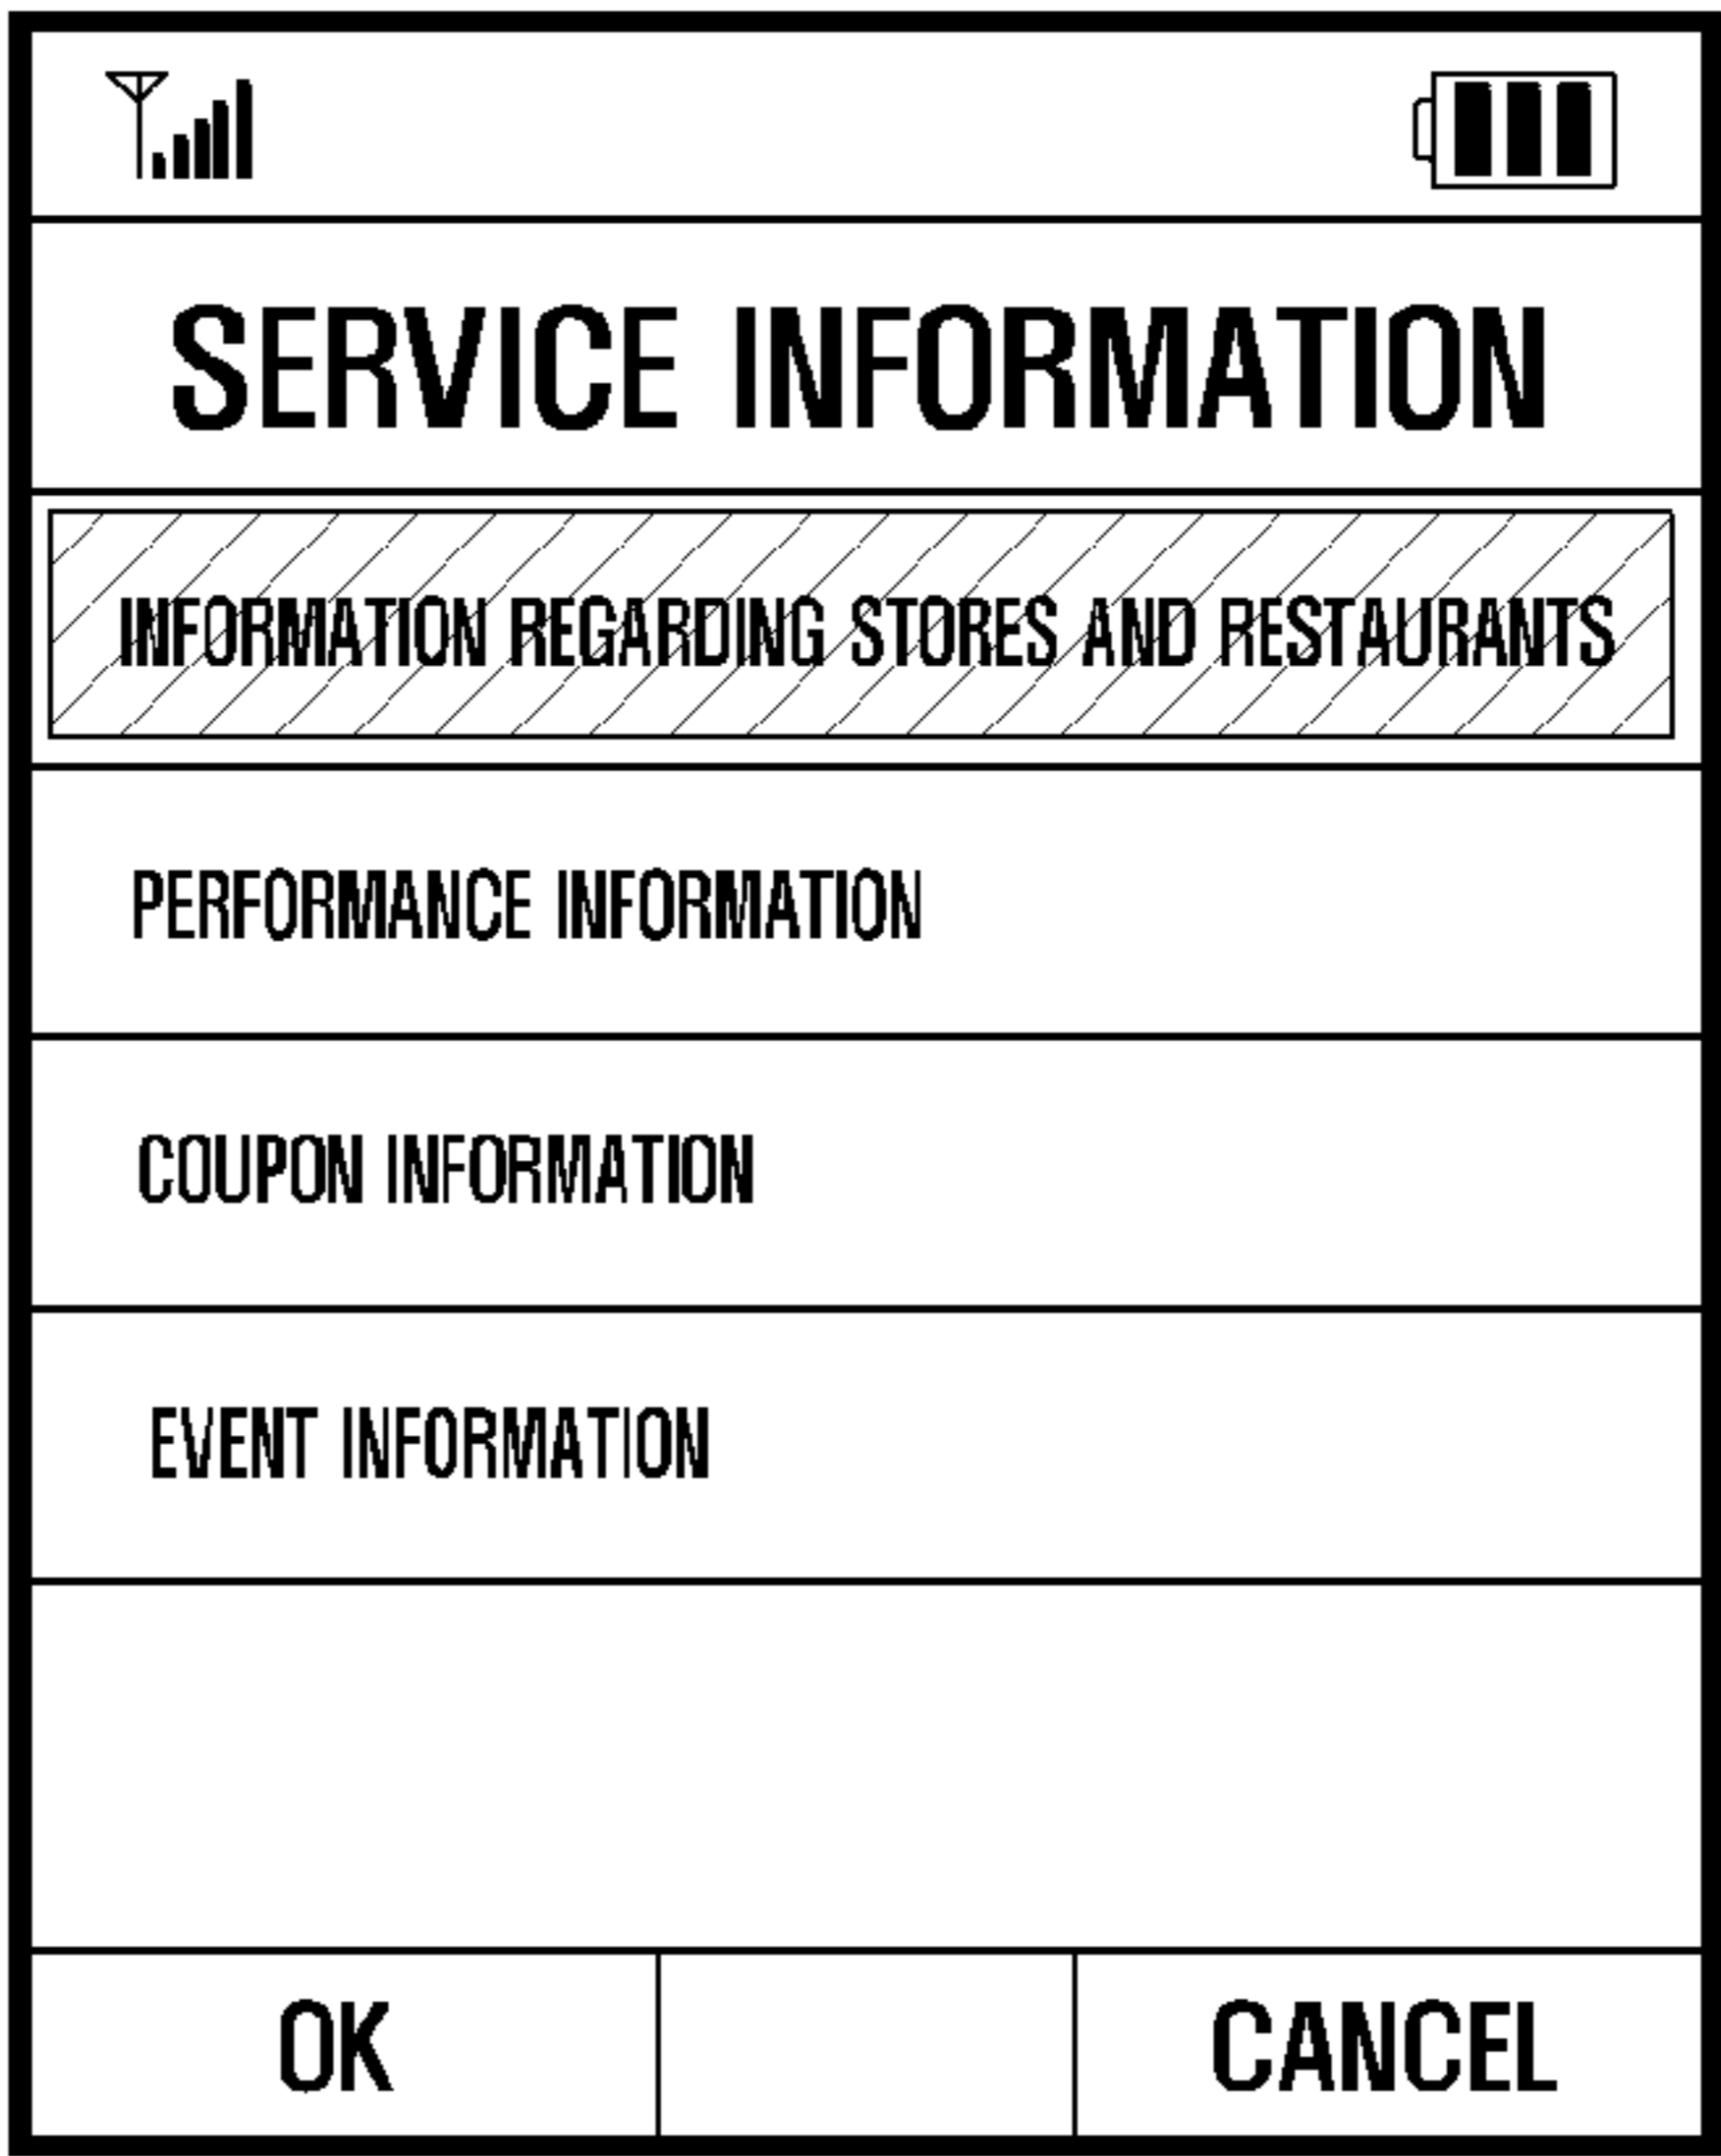 SERVICE INFORMATION
INFORMATION REGARDING STORES AND RESTAURANTS
PERFORMANCE INFORMATION
COUPON INFORMATION
EVENT INFORMATION
OK
CANCEL